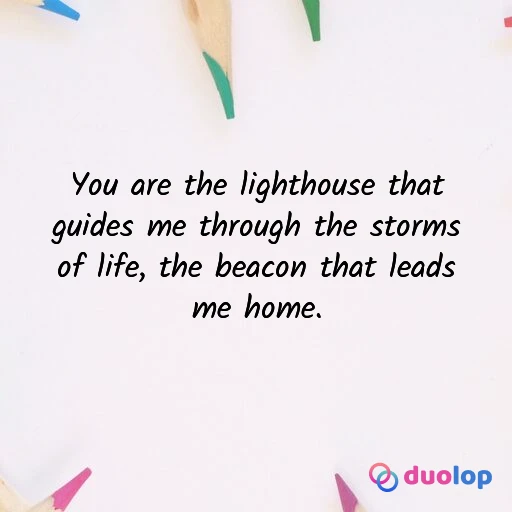 You are the lighthouse that
guides me through the storms
of life, the beacon that leads
me home.
duolop